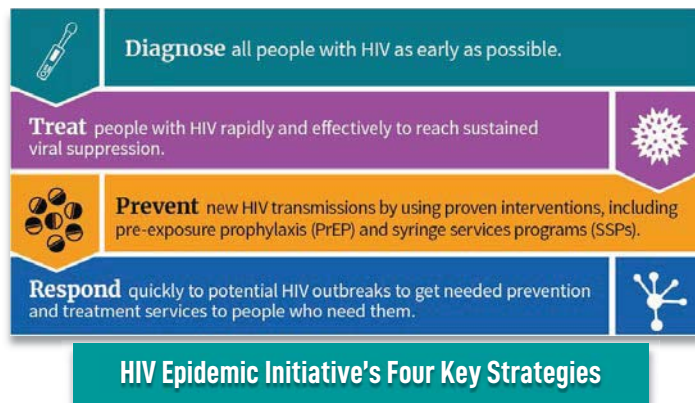 Diagnose all people with HIV as early as possible.
Treat people with HIV rapidly and effectively to reach sustained
viral suppression.
Prevent new HIV transmissions by using proven interventions, including
pre-exposure prophylaxis (PrEP) and syringe services programs (SSPs).
Respond quickly to potential HIV outbreaks to get needed prevention
and treatment services to people who need them.
HIV Epidemic Initiative's Four Key Strategies